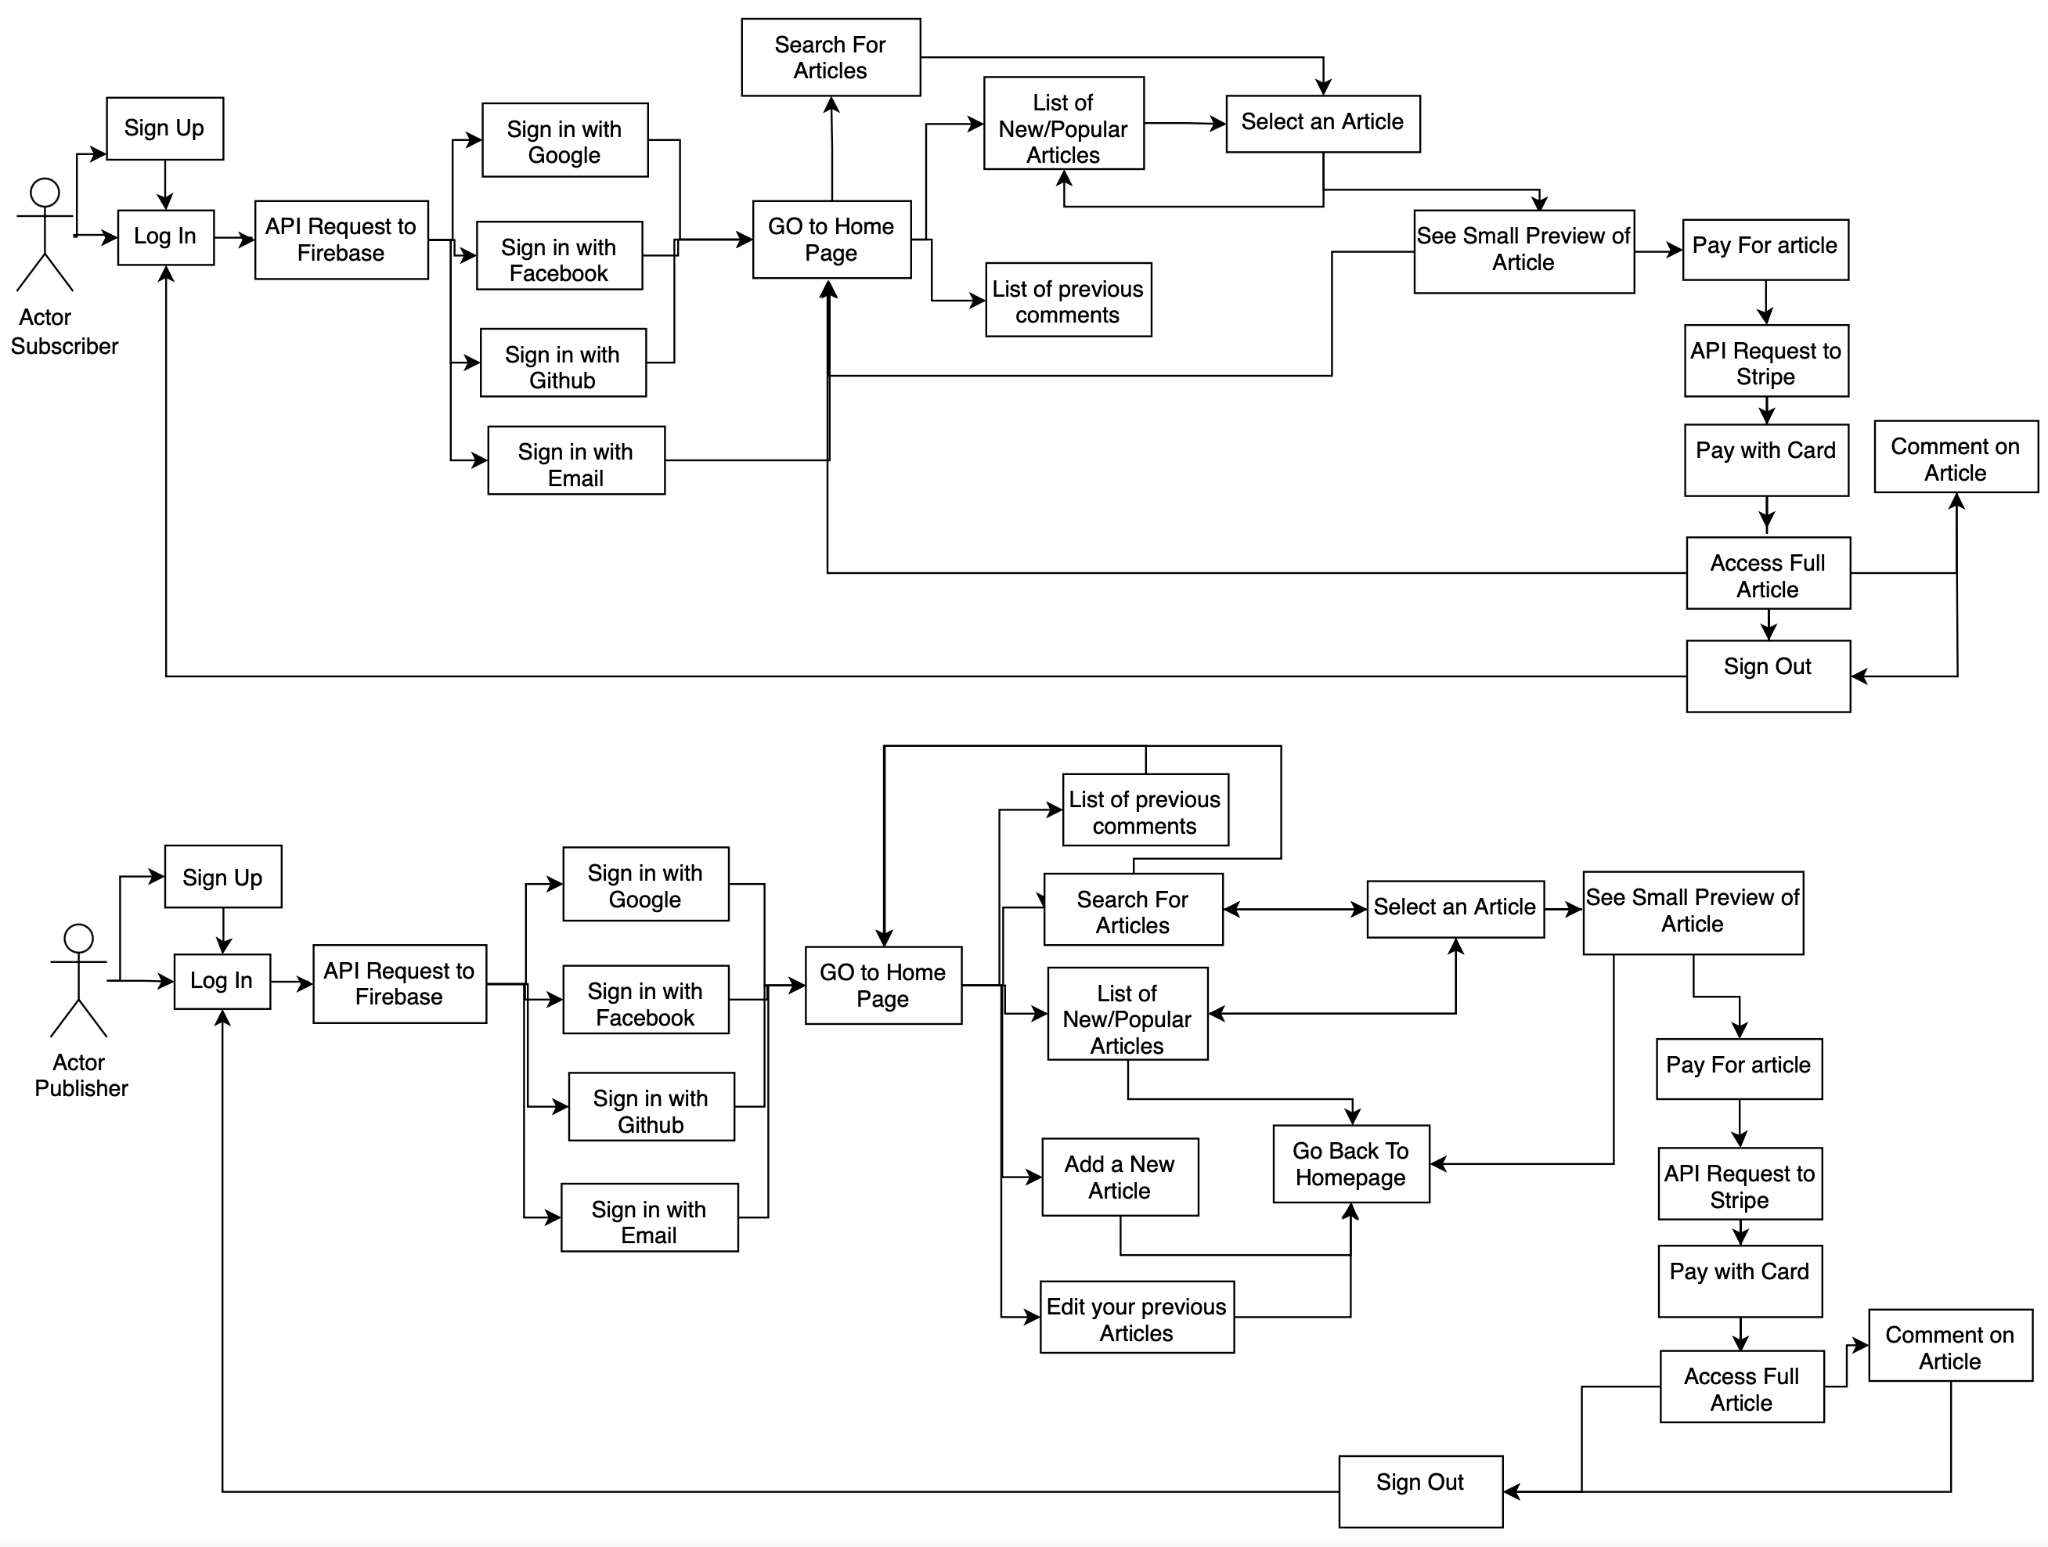 Search For
Articles
Sign Up
Sign in with
Google
List of
New/Popular
Articles
Select an Article
Log In
API Request to
Firebase
Sign in with
Facebook
GO to Home
Page
See Small Preview of
Article
Pay For article
List of previous
comments
Actor
Subscriber
Sign in with
Github
API Request to
Stripe
Sign in with
Email
Pay with Card
Comment on
Article
Access Full
Article
Sign Out
List of previous
comments
Sign Up
Sign in with
Google
Search For
Articles
Select an Article
See Small Preview of
Article
Log In
API Request to
Firebase
Sign in with
Facebook
GO to Home
Page
List of
New/Popular
Articles
Actor
Publisher
Pay For article
Sign in with
Github
Add a New
Article
Go Back To
Homepage
API Request to
Stripe
Sign in with
Email
Pay with Card
Edit your previous
Articles
Comment on
Article
Access Full
Article
Sign Out